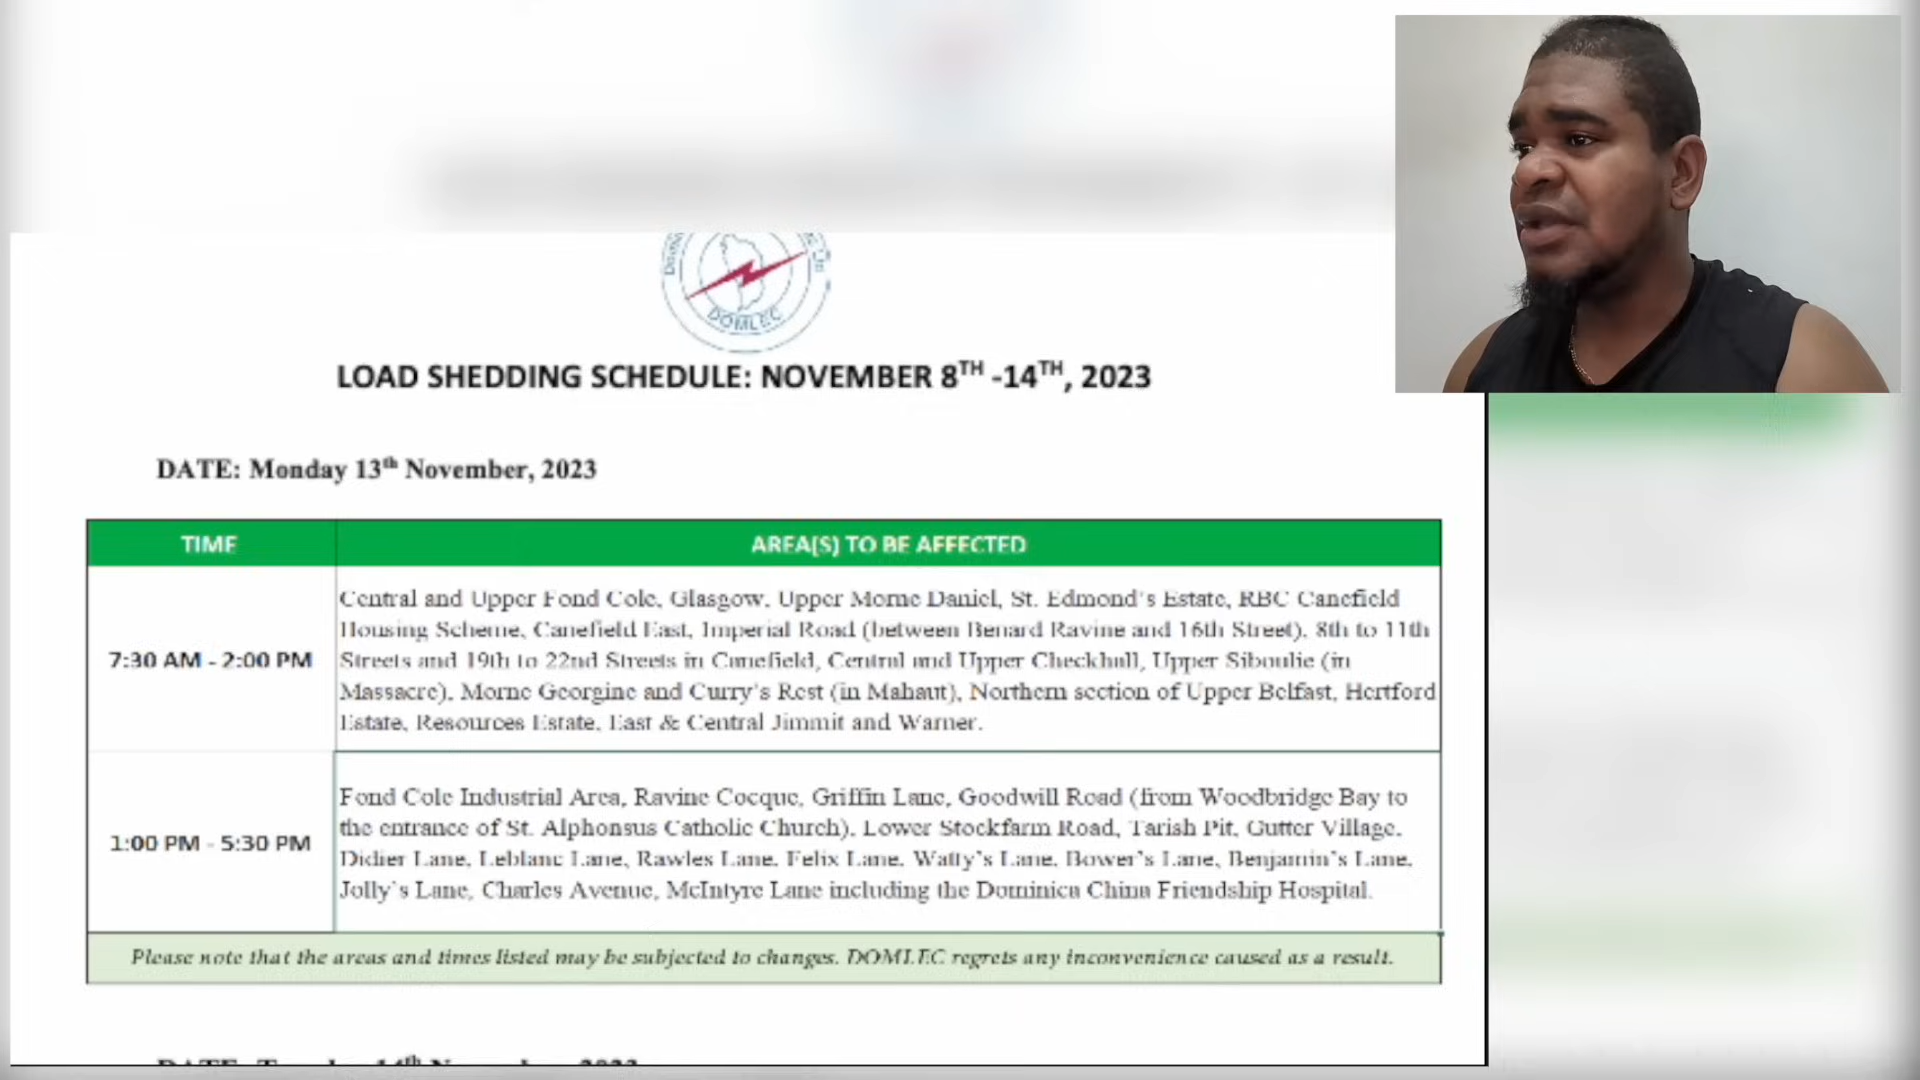 DOMLEC
LOAD SHEDDING SCHEDULE: NOVEMBER 8TH -14TH, 2023
DATE: Monday 13th November, 2023
TIME
AREA(S) TO BE AFFECTED
7:30 AM - 2:00 PM
Central and Upper Fond Cole, Glasgow, Upper Morne Daniel, St. Edmond's Estate, RBC Canefield
Housing Scheme, Canefield East, Imperial Road (between Benard Ravine and 16th Street), 8th to 11th
Streets and 19th to 22nd Streets in Canefield, Central and Upper Checkhall, Upper Siboulie (in
Massacre), Morne Georgine and Curry's Rest (in Mahaut), Northern section of Upper Belfast, Hertford
Estate, Resources Estate, East & Central Jimmit and Warner.
1:00 PM - 5:30 PM
Fond Cole Industrial Area, Ravine Cocque, Griffin Lane, Goodwill Road (from Woodbridge Bay to
the entrance of St. Alphonsus Catholic Church), Lower Stockfarm Road, Tarish Pit, Gutter Village,
Didier Lane, Leblanc Lane, Rawles Lane, Felix Lane, Watty's Lane, Bower's Lane, Benjamin's Lane,
Jolly's Lane, Charles Avenue, McIntyre Lane including the Dominica China Friendship Hospital.
Please note that the areas and times listed may be subjected to changes. DOMLEC regrets any inconvenience caused as a result.